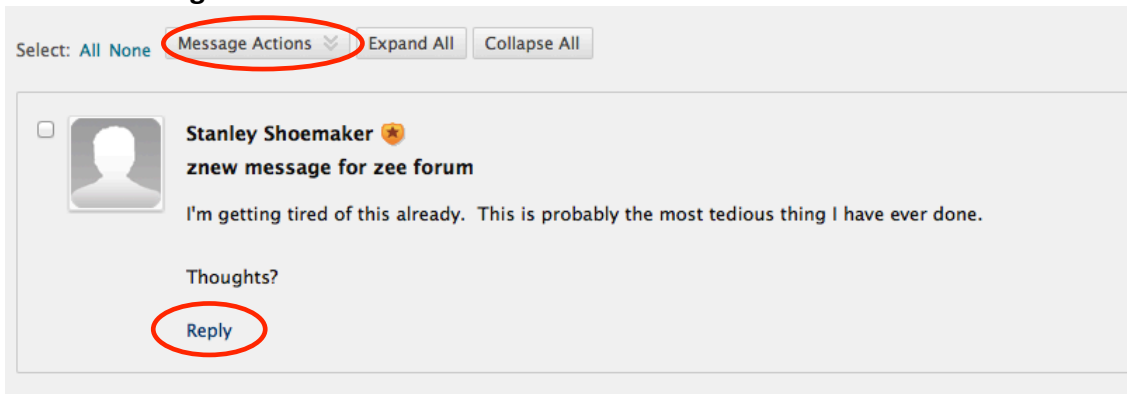 Select: All None Message Actions Expand All Collapse All
Stanley Shoemaker
znew message for zee forum
I'm getting tired of this already.  This is probably the most tedious thing I have ever done.
Thoughts?
Reply